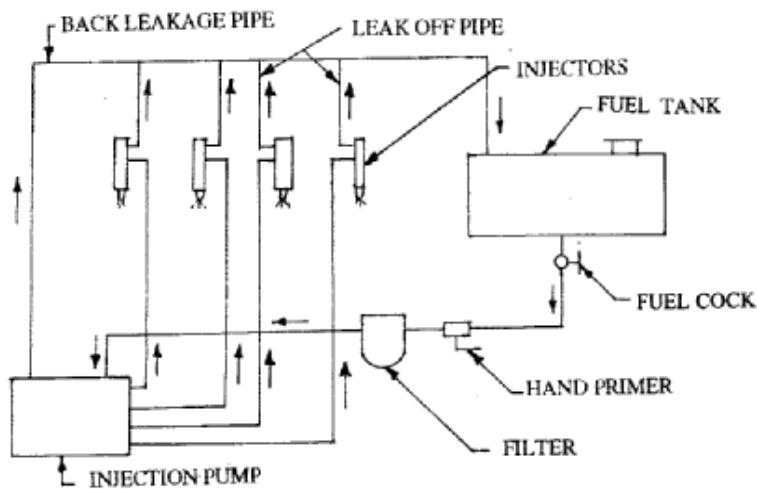 BACK LEAKAGE PIPE
LEAK OFF PIPE
INJECTORS
FUEL TANK
FUEL COCK
HAND PRIMER
FILTER
INJECTION PUMP